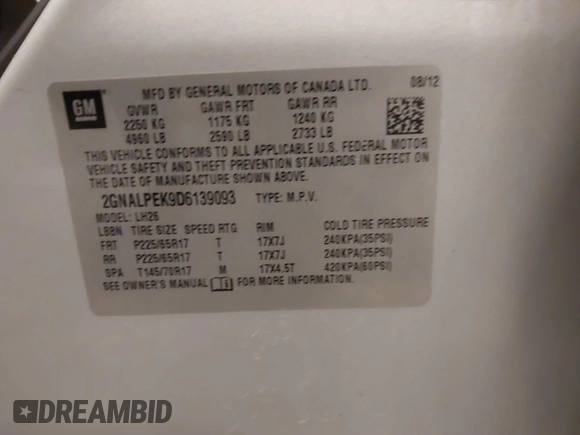 GM
MFD BY GENERAL MOTORS OF CANADA LTD. 08/12
GVWR GAWR FRT GAWR RR
2250 KG 1175 KG 1240 KG
4960 LB 2590 LB 2733 LB
THIS VEHICLE CONFORMS TO ALL APPLICABLE U.S. FEDERAL MOTOR
VEHICLE SAFETY AND THEFT PREVENTION STANDARDS IN EFFECT ON
THE DATE OF MANUFACTURE SHOWN ABOVE.
2GNALPEK9D6139093 TYPE: M.P.V.
MODEL: LH26
LBBN TIRE SIZE SPEED RTG RIM COLD TIRE PRESSURE
FRT P225/65R17 T 17X7J 240KPA(35PSI)
RR P225/65R17 T 17X7J 240KPA(35PSI)
SPA T145/70R17 M 17X4.5T 420KPA(60PSI)
SEE OWNER'S MANUAL FOR MORE INFORMATION.
DREAMBID